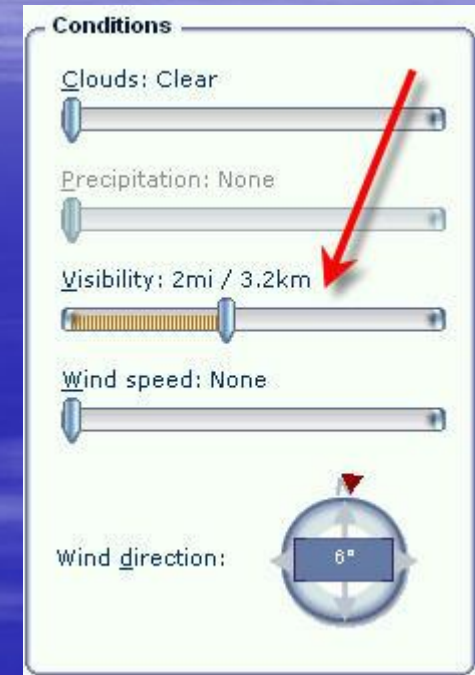 Conditions
Clouds: Clear
Precipitation: None
Visibility: 2mi / 3.2km
Wind speed: None
N
Wind direction:
6°